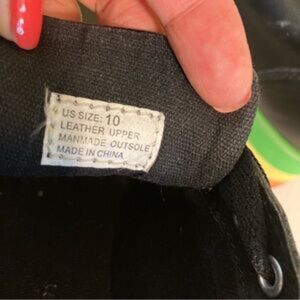 US SIZE: 10
LEATHER UPPER
MANMADE OUTSOLE
MADE IN CHINA